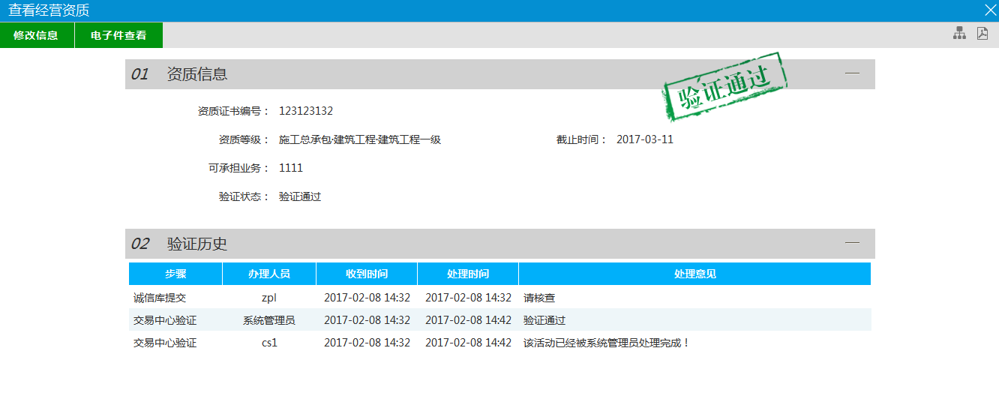 查看经营资质
修改信息 电子件查看
01 资质信息
验证通过
资质证书编号： 123123132
资质等级： 施工总承包·建筑工程·建筑工程一级 截止时间： 2017-03-11
可承担业务： 1111
验证状态： 验证通过
02 验证历史
步骤 办理人员 收到时间 处理时间 处理意见
诚信库提交 zpl 2017-02-08 14:32 2017-02-08 14:32 请核查
交易中心验证 系统管理员 2017-02-08 14:32 2017-02-08 14:42 验证通过
交易中心验证 cs1 2017-02-08 14:32 2017-02-08 14:42 该活动已经被系统管理员处理完成！